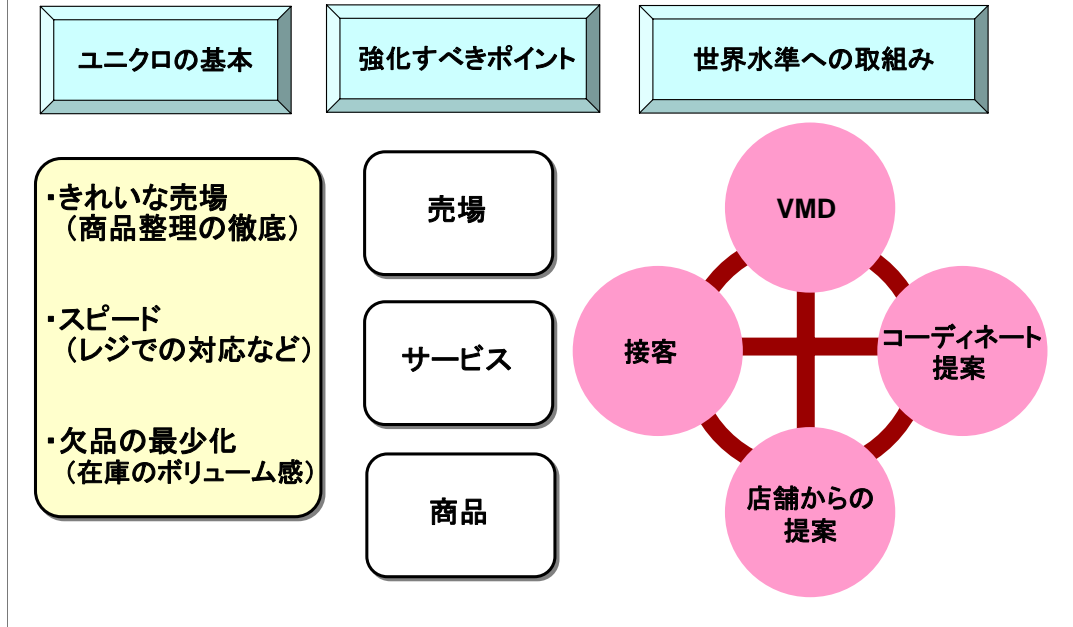 ユニクロの基本
強化すべきポイント
世界水準への取組み
・きれいな売場
（商品整理の徹底）
・スピード
（レジでの対応など）
・欠品の最少化
（在庫のボリューム感）
売場
サービス
商品
VMD
接客
コーディネート
提案
店舗からの
提案